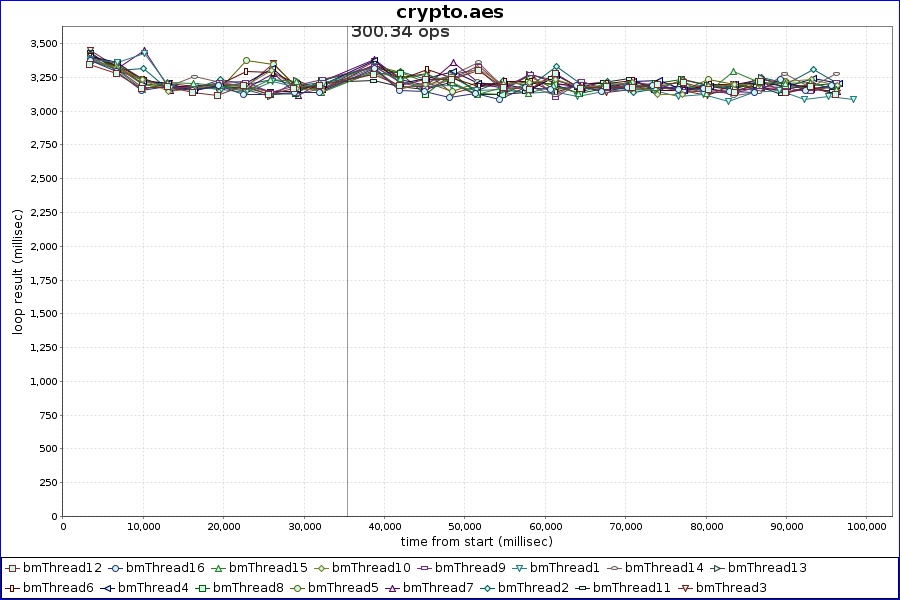 crypto.aes
300.34 ops
3,500
3,250
3,000
2,750
2,500
2,250
2,000
1,750
1,500
1,250
1,000
750
500
250
0
loop result (millisec)
0 10,000 20,000 30,000 40,000 50,000 60,000 70,000 80,000 90,000 100,000
time from start (millisec)
bmThread12 bmThread16 bmThread15 bmThread10 bmThread9 bmThread1 bmThread14 bmThread13
bmThread6 bmThread4 bmThread8 bmThread5 bmThread7 bmThread2 bmThread11 bmThread3